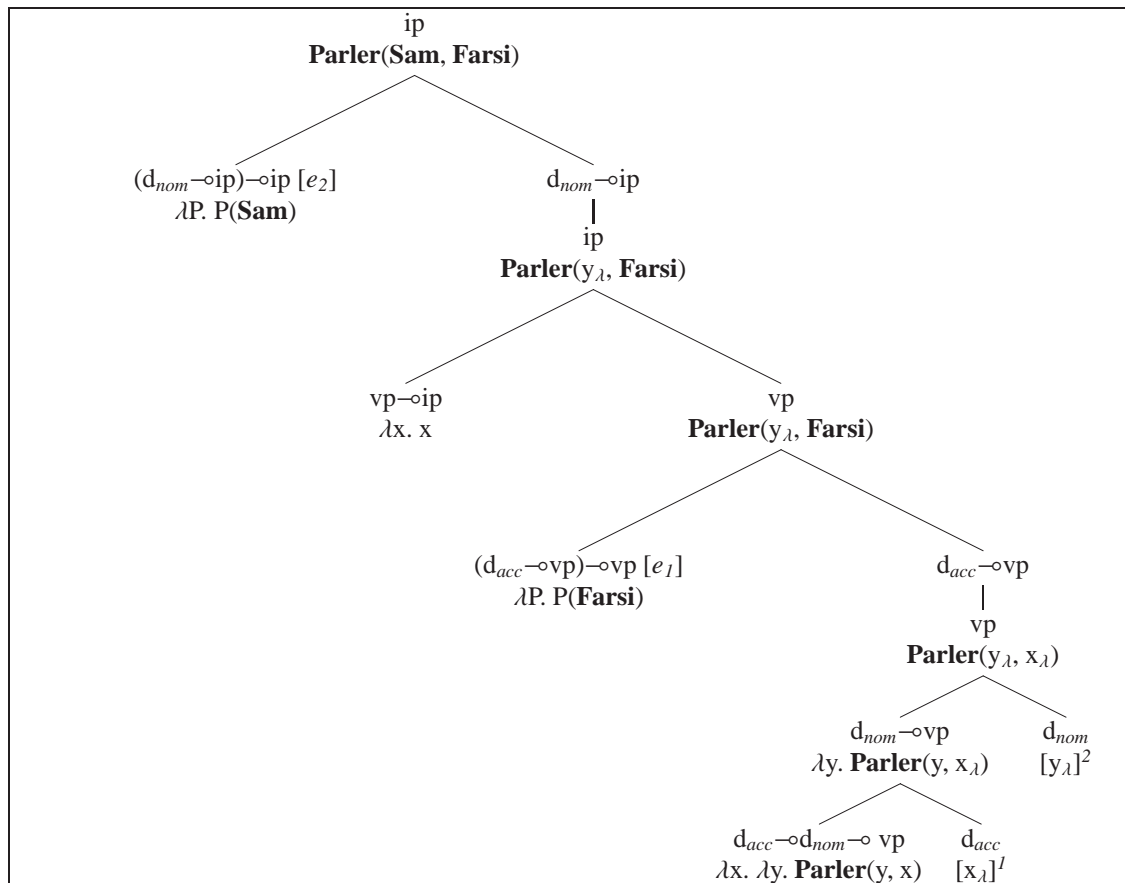 ip
Parler(Sam, Farsi)
(d_nom⊸ip)⊸ip [e_2] d_nom⊸ip
λP. P(Sam)
ip
Parler(y_λ, Farsi)
vp⊸ip vp
λx. x Parler(y_λ, Farsi)
(d_acc⊸vp)⊸vp [e_1] d_acc⊸vp
λP. P(Farsi)
vp
Parler(y_λ, x_λ)
d_nom⊸vp d_nom
λy. Parler(y, x_λ) [y_λ]^2
d_acc⊸d_nom⊸ vp d_acc
λx. λy. Parler(y, x) [x_λ]^1